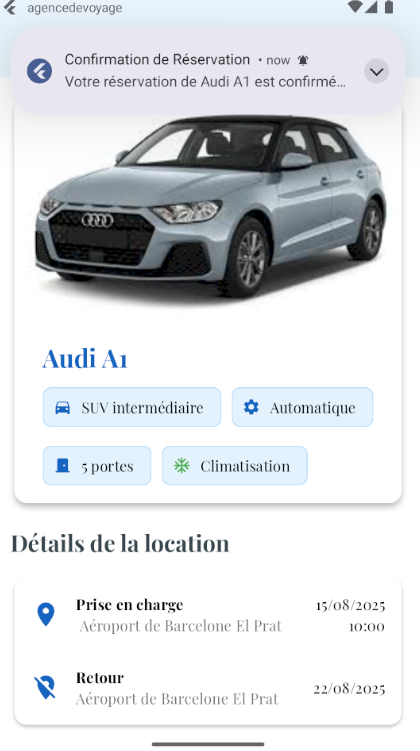 agencedevoyage
Confirmation de Réservation • now
Votre réservation de Audi A1 est confirmé...
Audi A1
SUV intermédiaire
Automatique
5 portes
Climatisation
Détails de la location
Prise en charge
15/08/2025
Aéroport de Barcelone El Prat
10:00
Retour
22/08/2025
Aéroport de Barcelone El Prat